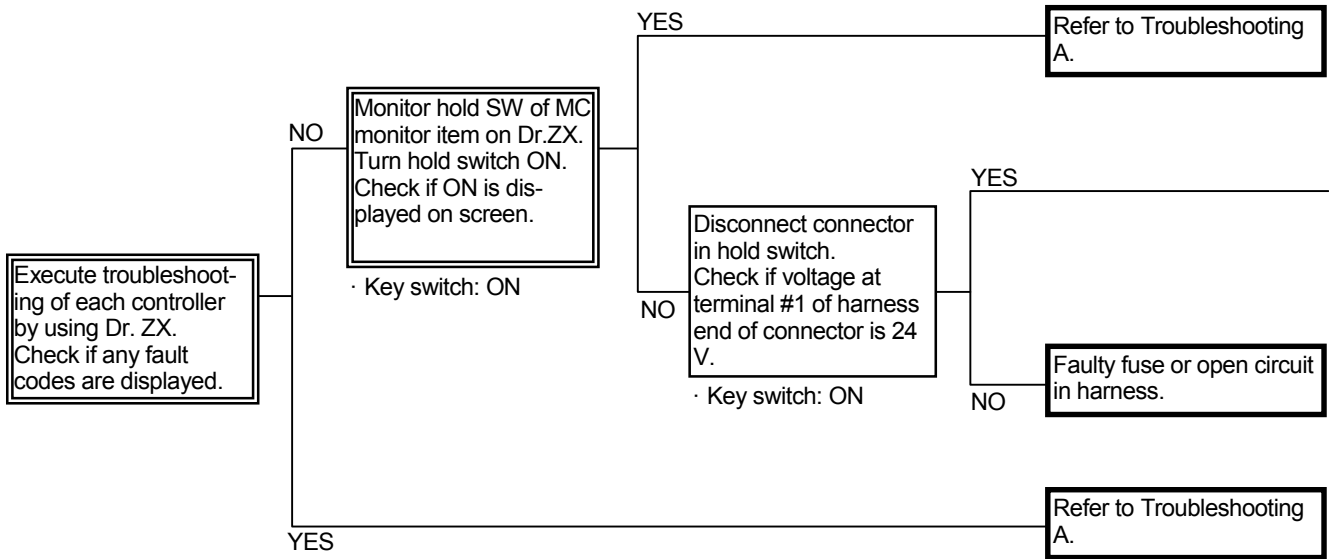 YES
Refer to Troubleshooting
A.
NO
Monitor hold SW of MC
monitor item on Dr.ZX.
Turn hold switch ON.
Check if ON is dis-
played on screen.
· Key switch: ON
YES
Disconnect connector
in hold switch.
Check if voltage at
terminal #1 of harness
end of connector is 24
V.
NO
· Key switch: ON
Execute troubleshoot-
ing of each controller
by using Dr. ZX.
Check if any fault
codes are displayed.
Faulty fuse or open circuit
in harness.
NO
Refer to Troubleshooting
A.
YES